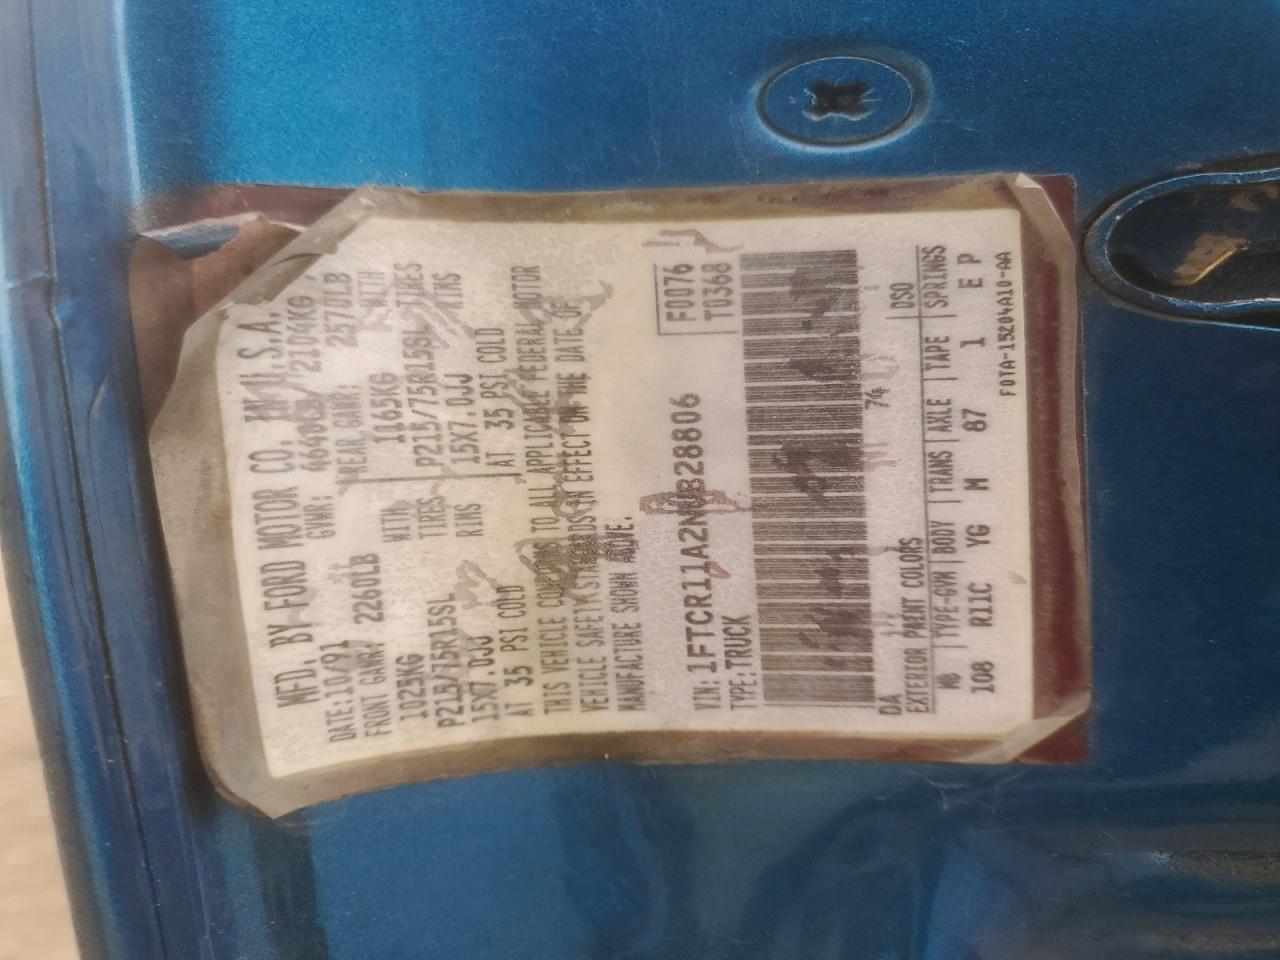 MFD. BY FORD MOTOR CO. IN U.S.A.
DATE: 10/91 GVWR: 4640LB/ 2104KG
FRONT GAWR: 2260LB REAR GAWR: 2570LB
1025KG WITH 1165KG WITH
TIRES P215/75R15SL TIRES
15X7.0JJ RIMS 15X7.0JJ RIMS
AT 35 PSI COLD AT 35 PSI COLD
THIS VEHICLE CONFORMS TO ALL APPLICABLE FEDERAL MOTOR
VEHICLE SAFETY STANDARDS IN EFFECT ON THE DATE OF
MANUFACTURE SHOWN ABOVE.
F0076
VIN: T0368
TYPE: TRUCK
74
DA
EXTERIOR PAINT COLORS DSO
WB TYPE-GVW BODY TRANS AXLE TAPE SPRINGS
108 R11C YG M 87 1 E P
F0TA-15204A10-AA